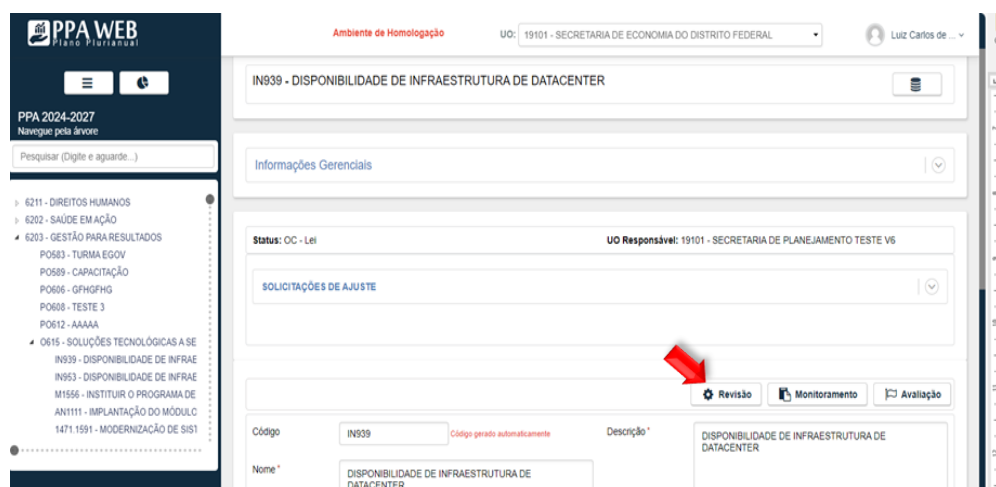 PPA WEB
Plano Plurianual
Ambiente de Homologação
UO: 19101 - SECRETARIA DE ECONOMIA DO DISTRITO FEDERAL
Luiz Carlos de ...
PPA 2024-2027
Navegue pela árvore
Pesquisar (Digite e aguarde...)
6211 - DIREITOS HUMANOS
6202 - SAÚDE EM AÇÃO
6203 - GESTÃO PARA RESULTADOS
PO583 - TURMA EGOV
PO589 - CAPACITAÇÃO
PO606 - GFHGFHG
PO608 - TESTE 3
PO612 - AAAAA
O615 - SOLUÇÕES TECNOLÓGICAS A SE
IN939 - DISPONIBILIDADE DE INFRAE
IN953 - DISPONIBILIDADE DE INFRAE
M1556 - INSTITUIR O PROGRAMA DE
AN1111 - IMPLANTAÇÃO DO MÓDULO
1471.1591 - MODERNIZAÇÃO DE SIST
IN939 - DISPONIBILIDADE DE INFRAESTRUTURA DE DATACENTER
Informações Gerenciais
Status: OC - Lei
UO Responsável: 19101 - SECRETARIA DE PLANEJAMENTO TESTE V6
SOLICITAÇÕES DE AJUSTE
Revisão
Monitoramento
Avaliação
Código
IN939
Código gerado automaticamente
Descrição *
DISPONIBILIDADE DE INFRAESTRUTURA DE
DATACENTER
Nome *
DISPONIBILIDADE DE INFRAESTRUTURA DE
DATACENTER